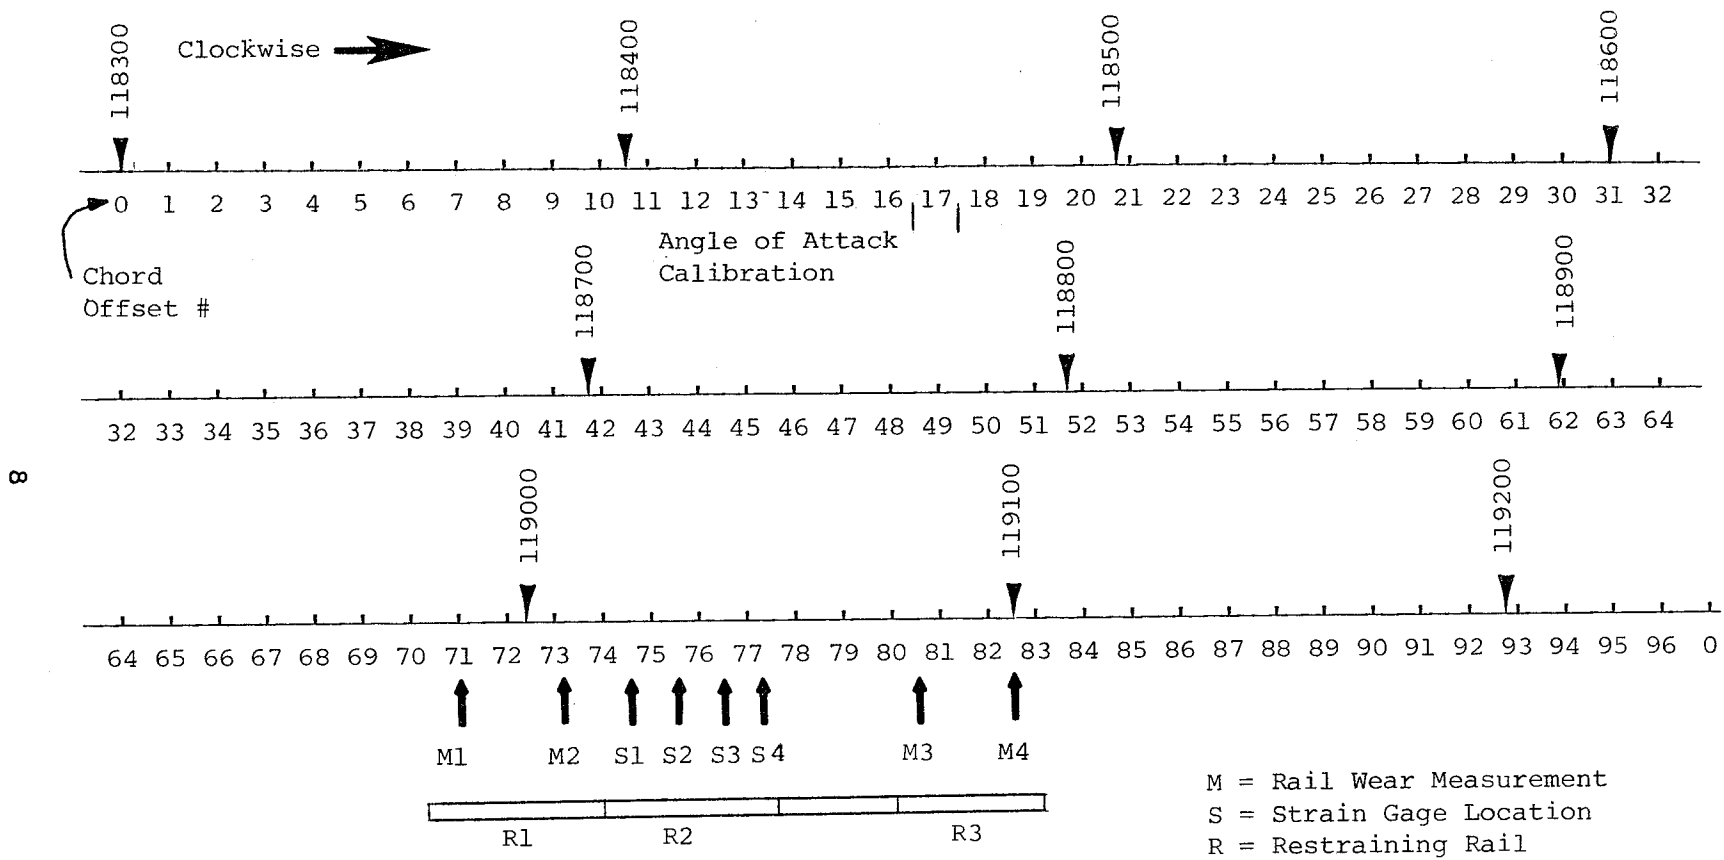 118300
Clockwise
118400
118500
118600
0 1 2 3 4 5 6 7 8 9 10 11 12 13 14 15 16 17 18 19 20 21 22 23 24 25 26 27 28 29 30 31 32
Angle of Attack
Calibration
Chord
Offset #
118700
118800
118900
32 33 34 35 36 37 38 39 40 41 42 43 44 45 46 47 48 49 50 51 52 53 54 55 56 57 58 59 60 61 62 63 64
8
119000
119100
119200
64 65 66 67 68 69 70 71 72 73 74 75 76 77 78 79 80 81 82 83 84 85 86 87 88 89 90 91 92 93 94 95 96 0
M1 M2 S1 S2 S3 S4 M3 M4
R1 R2 R3
M = Rail Wear Measurement
S = Strain Gage Location
R = Restraining Rail